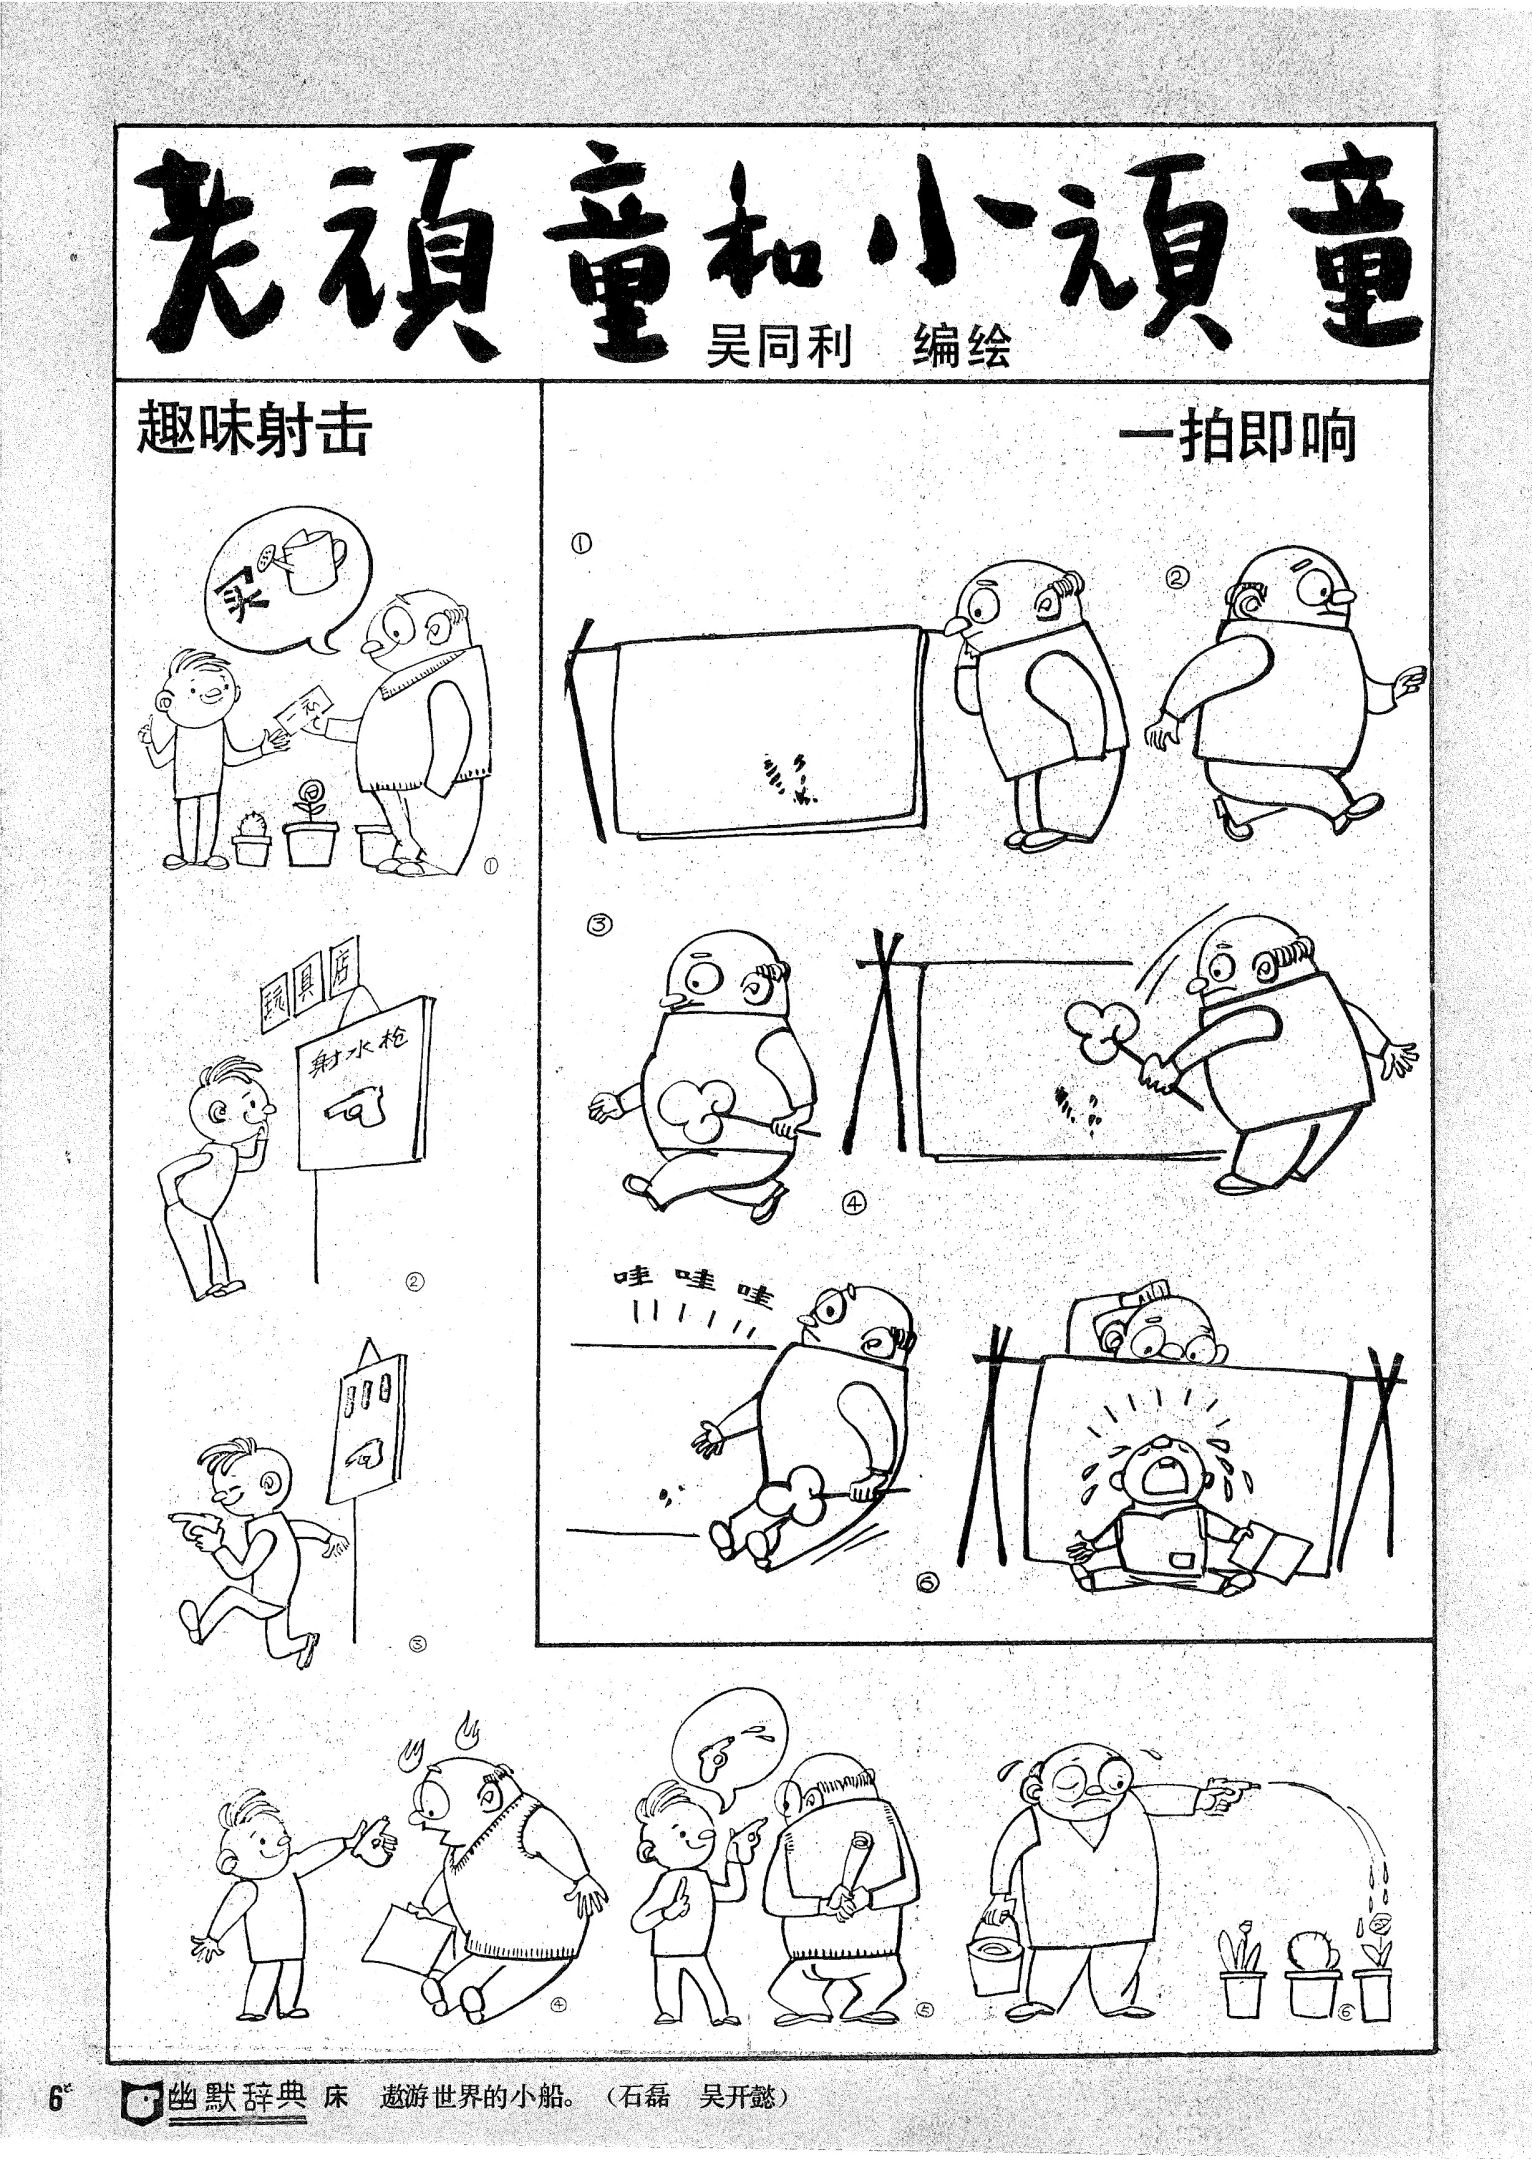 老頑童和小頑童
吴同利 编绘
趣味射击
买
①
玩具店
射水枪
②
③
④
⑤
⑥
一拍即响
①
②
③
④
哇 哇 哇
⑤
6
幽默辞典 床 遨游世界的小船。（石磊 吴开懿）